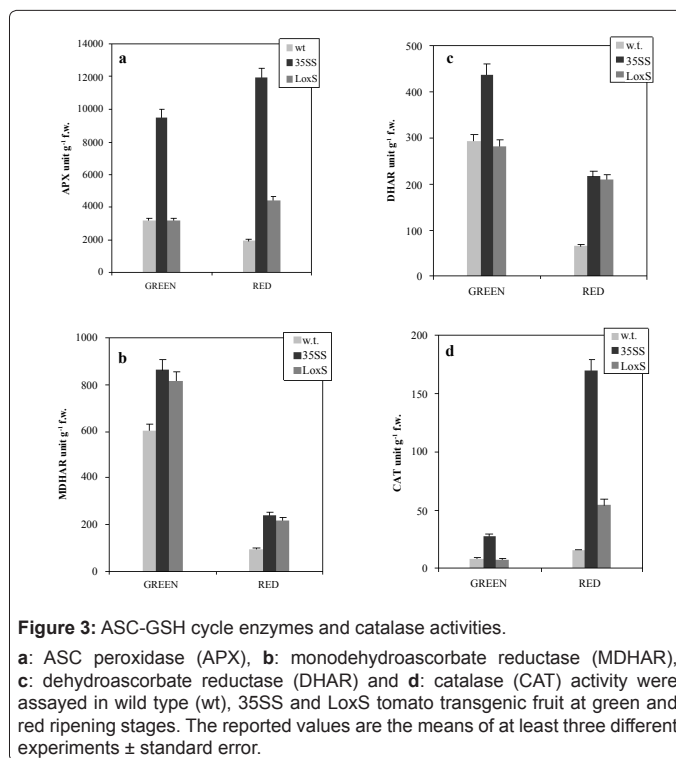 a
wt
35SS
LoxS
APX unit g-1 f.w.
14000
12000
10000
8000
6000
4000
2000
0
GREEN
RED
c
w.t.
35SS
LoxS
DHAR unit g-1 f.w.
500
400
300
200
100
0
GREEN
RED
b
w.t.
35SS
LoxS
MDHAR unit g-1 f.w.
1000
800
600
400
200
0
GREEN
RED
d
w.t.
35SS
LoxS
CAT unit g-1 f.w.
200
150
100
50
0
GREEN
RED
Figure 3: ASC-GSH cycle enzymes and catalase activities.
a: ASC peroxidase (APX), b: monodehydroascorbate reductase (MDHAR),
c: dehydroascorbate reductase (DHAR) and d: catalase (CAT) activity were
assayed in wild type (wt), 35SS and LoxS tomato transgenic fruit at green and
red ripening stages. The reported values are the means of at least three different
experiments ± standard error.